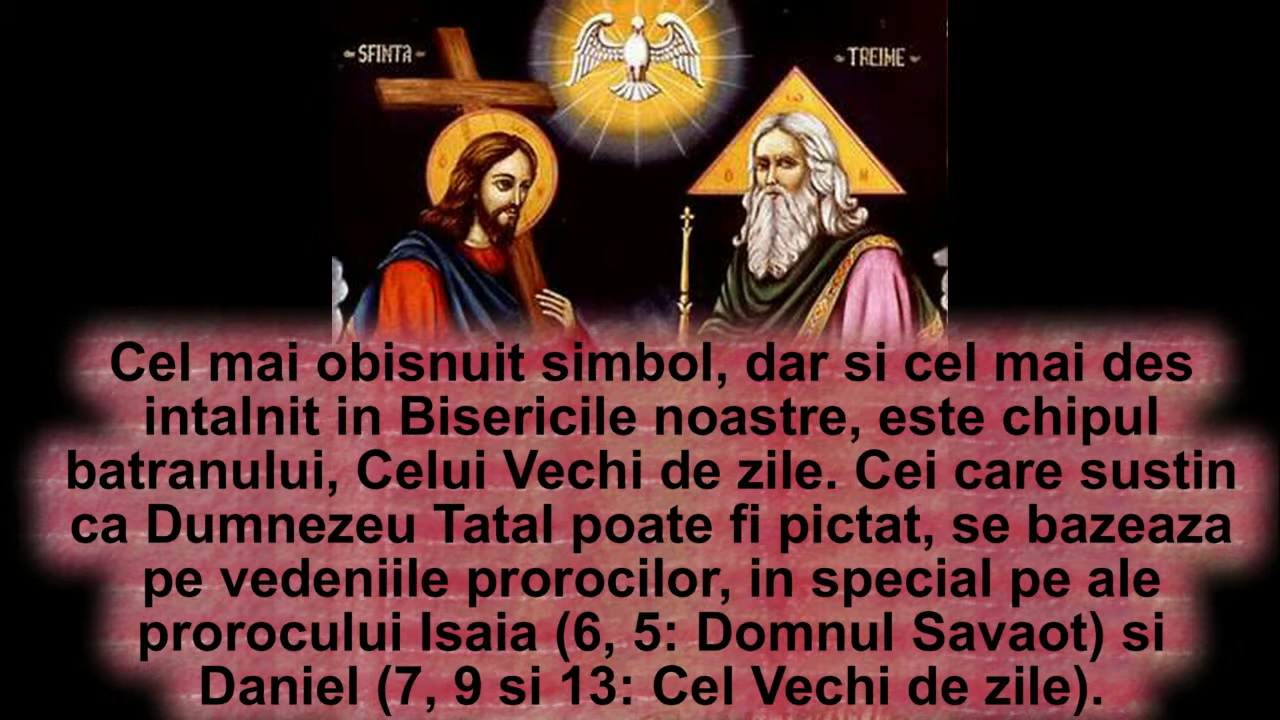 ~SFINTA~
~TREIME~
Cel mai obisnuit simbol, dar si cel mai des
intalnit in Bisericile noastre, este chipul
batranului, Celui Vechi de zile. Cei care sustin
ca Dumnezeu Tatal poate fi pictat, se bazeaza
pe vedeniile prorocilor, in special pe ale
prorocului Isaia (6, 5: Domnul Savaot) si
Daniel (7, 9 si 13: Cel Vechi de zile).